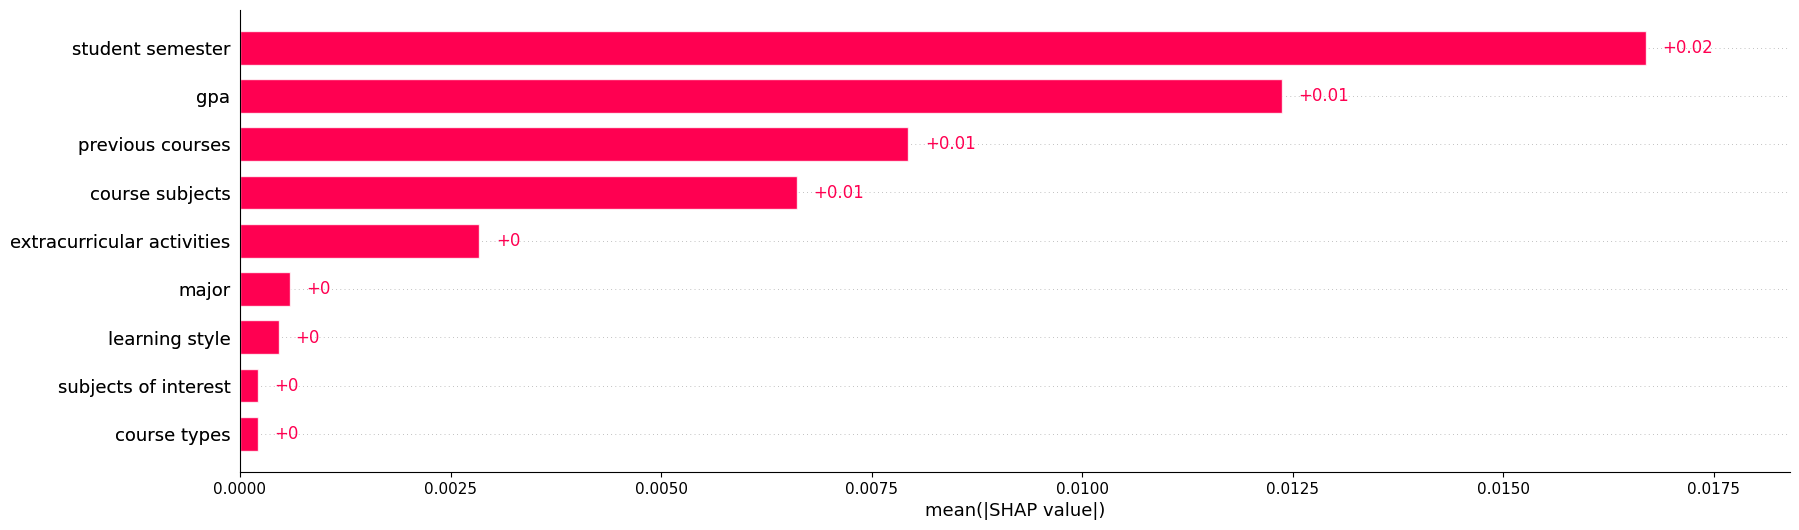 student semester +0.02
gpa +0.01
previous courses +0.01
course subjects +0.01
extracurricular activities +0
major +0
learning style +0
subjects of interest +0
course types +0
0.0000 0.0025 0.0050 0.0075 0.0100 0.0125 0.0150 0.0175
mean(|SHAP value|)